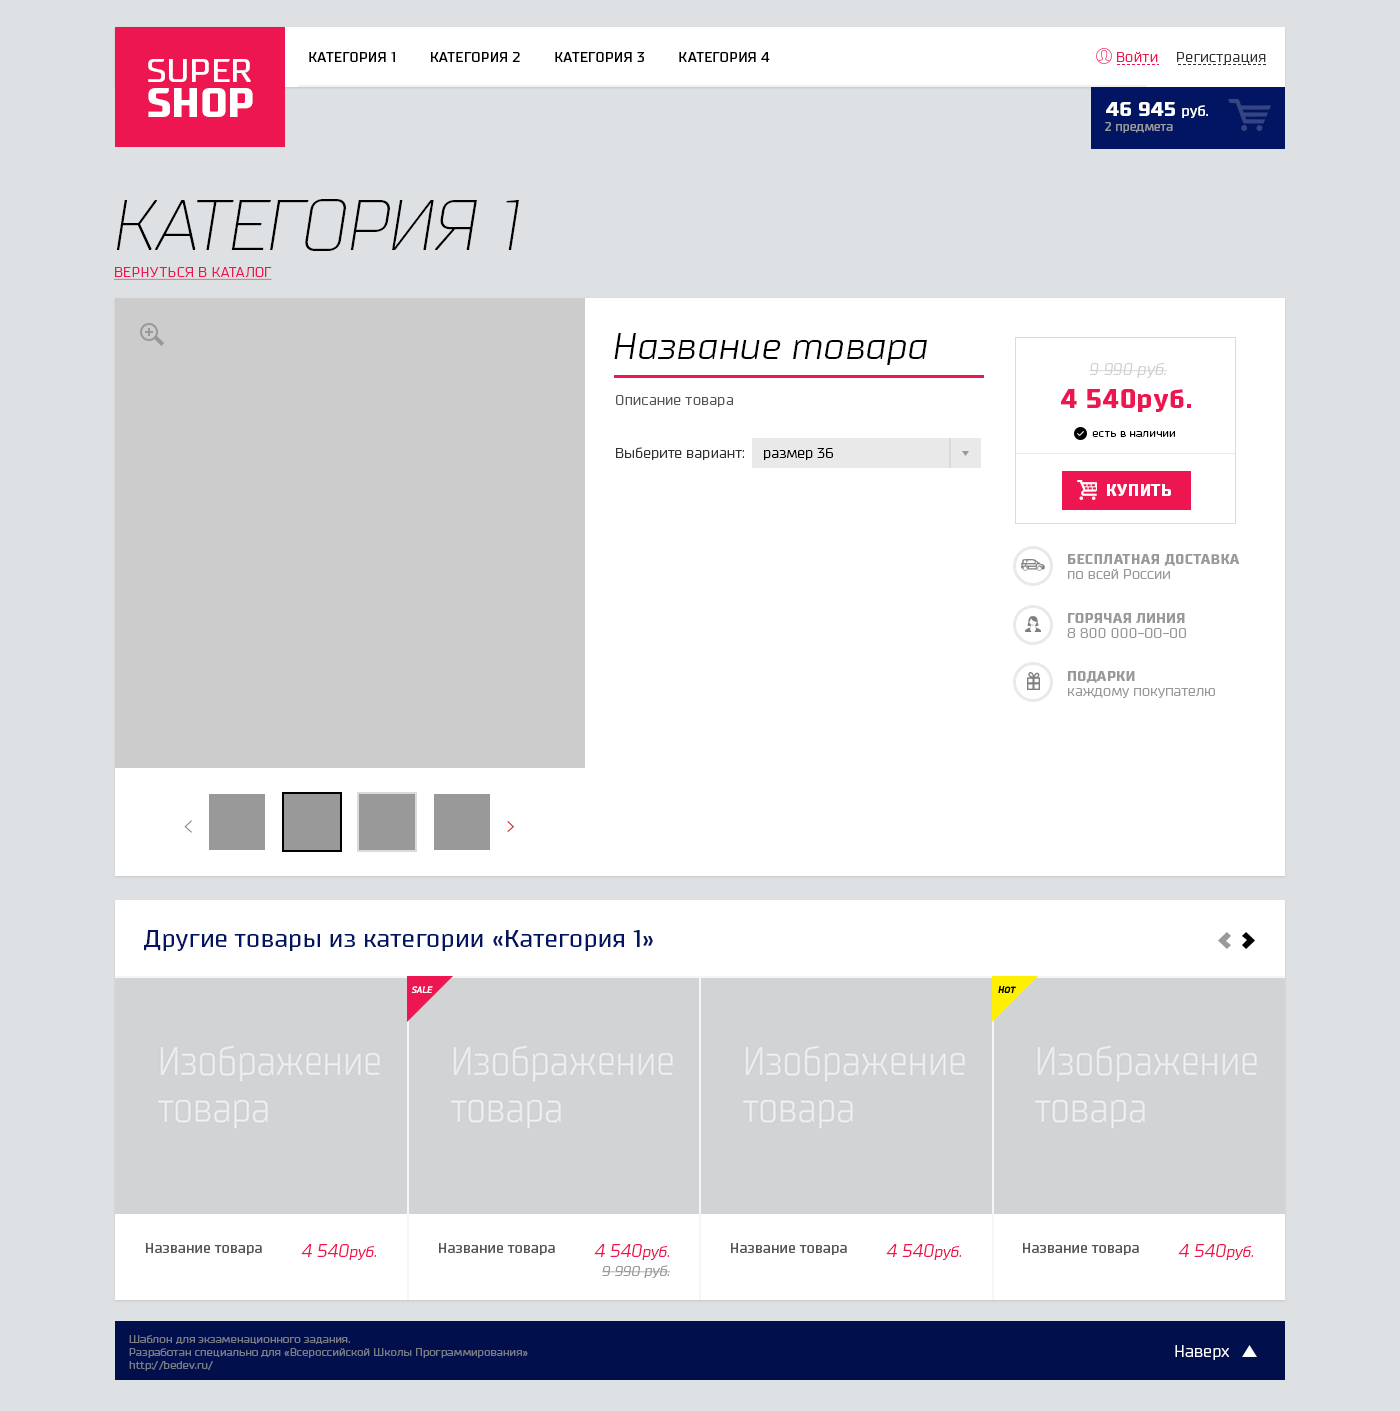 SUPER
SHOP
КАТЕГОРИЯ 1 КАТЕГОРИЯ 2 КАТЕГОРИЯ 3 КАТЕГОРИЯ 4
Войти Регистрация
46 945 руб.
2 предмета
КАТЕГОРИЯ 1
ВЕРНУТЬСЯ В КАТАЛОГ
Название товара
Описание товара
Выберите вариант: размер 36
9 990 руб.
4 540руб.
есть в наличии
КУПИТЬ
БЕСПЛАТНАЯ ДОСТАВКА
по всей России
ГОРЯЧАЯ ЛИНИЯ
8 800 000-00-00
ПОДАРКИ
каждому покупателю
Другие товары из категории «Категория 1»
SALE
HOT
Изображение
товара
Изображение
товара
Изображение
товара
Изображение
товара
Название товара 4 540руб.
Название товара 4 540руб.
9 990 руб.
Название товара 4 540руб.
Название товара 4 540руб.
Шаблон для экзаменационного задания.
Разработан специально для «Всероссийской Школы Программирования»
http://bedev.ru/
Наверх